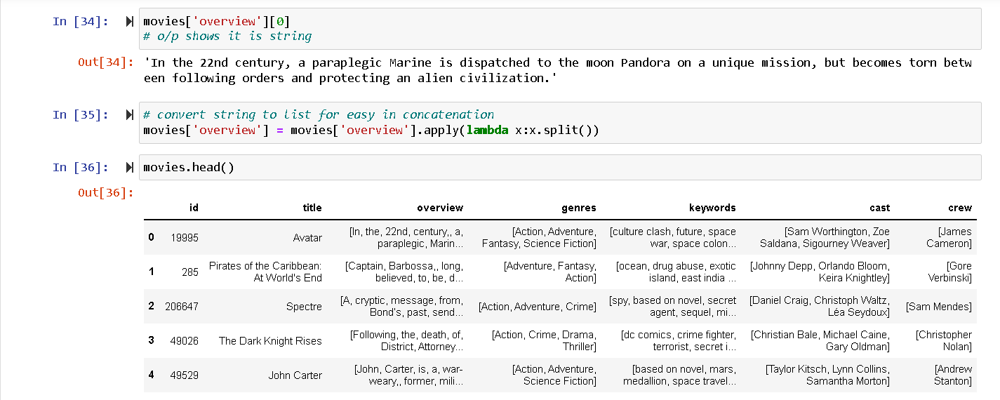 In [34]: movies['overview'][0]
# o/p shows it is string
Out[34]: 'In the 22nd century, a paraplegic Marine is dispatched to the moon Pandora on a unique mission, but becomes torn betw
een following orders and protecting an alien civilization.'
In [35]: # convert string to list for easy in concatenation
movies['overview'] = movies['overview'].apply(lambda x:x.split())
In [36]: movies.head()
Out[36]:
id title overview genres keywords cast crew
0 19995 Avatar [In, the, 22nd, century,, a, paraplegic, Marin... [Action, Adventure, Fantasy, Science Fiction] [culture clash, future, space war, space colon... [Sam Worthington, Zoe Saldana, Sigourney Weaver] [James Cameron]
1 285 Pirates of the Caribbean: At World's End [Captain, Barbossa,, long, believed, to, be, d... [Adventure, Fantasy, Action] [ocean, drug abuse, exotic island, east india ... [Johnny Depp, Orlando Bloom, Keira Knightley] [Gore Verbinski]
2 206647 Spectre [A, cryptic, message, from, Bond's, past, send... [Action, Adventure, Crime] [spy, based on novel, secret agent, sequel, mi... [Daniel Craig, Christoph Waltz, Léa Seydoux] [Sam Mendes]
3 49026 The Dark Knight Rises [Following, the, death, of, District, Attorney... [Action, Crime, Drama, Thriller] [dc comics, crime fighter, terrorist, secret i... [Christian Bale, Michael Caine, Gary Oldman] [Christopher Nolan]
4 49529 John Carter [John, Carter, is, a, war-weary,, former, mili... [Action, Adventure, Science Fiction] [based on novel, mars, medallion, space travel... [Taylor Kitsch, Lynn Collins, Samantha Morton] [Andrew Stanton]